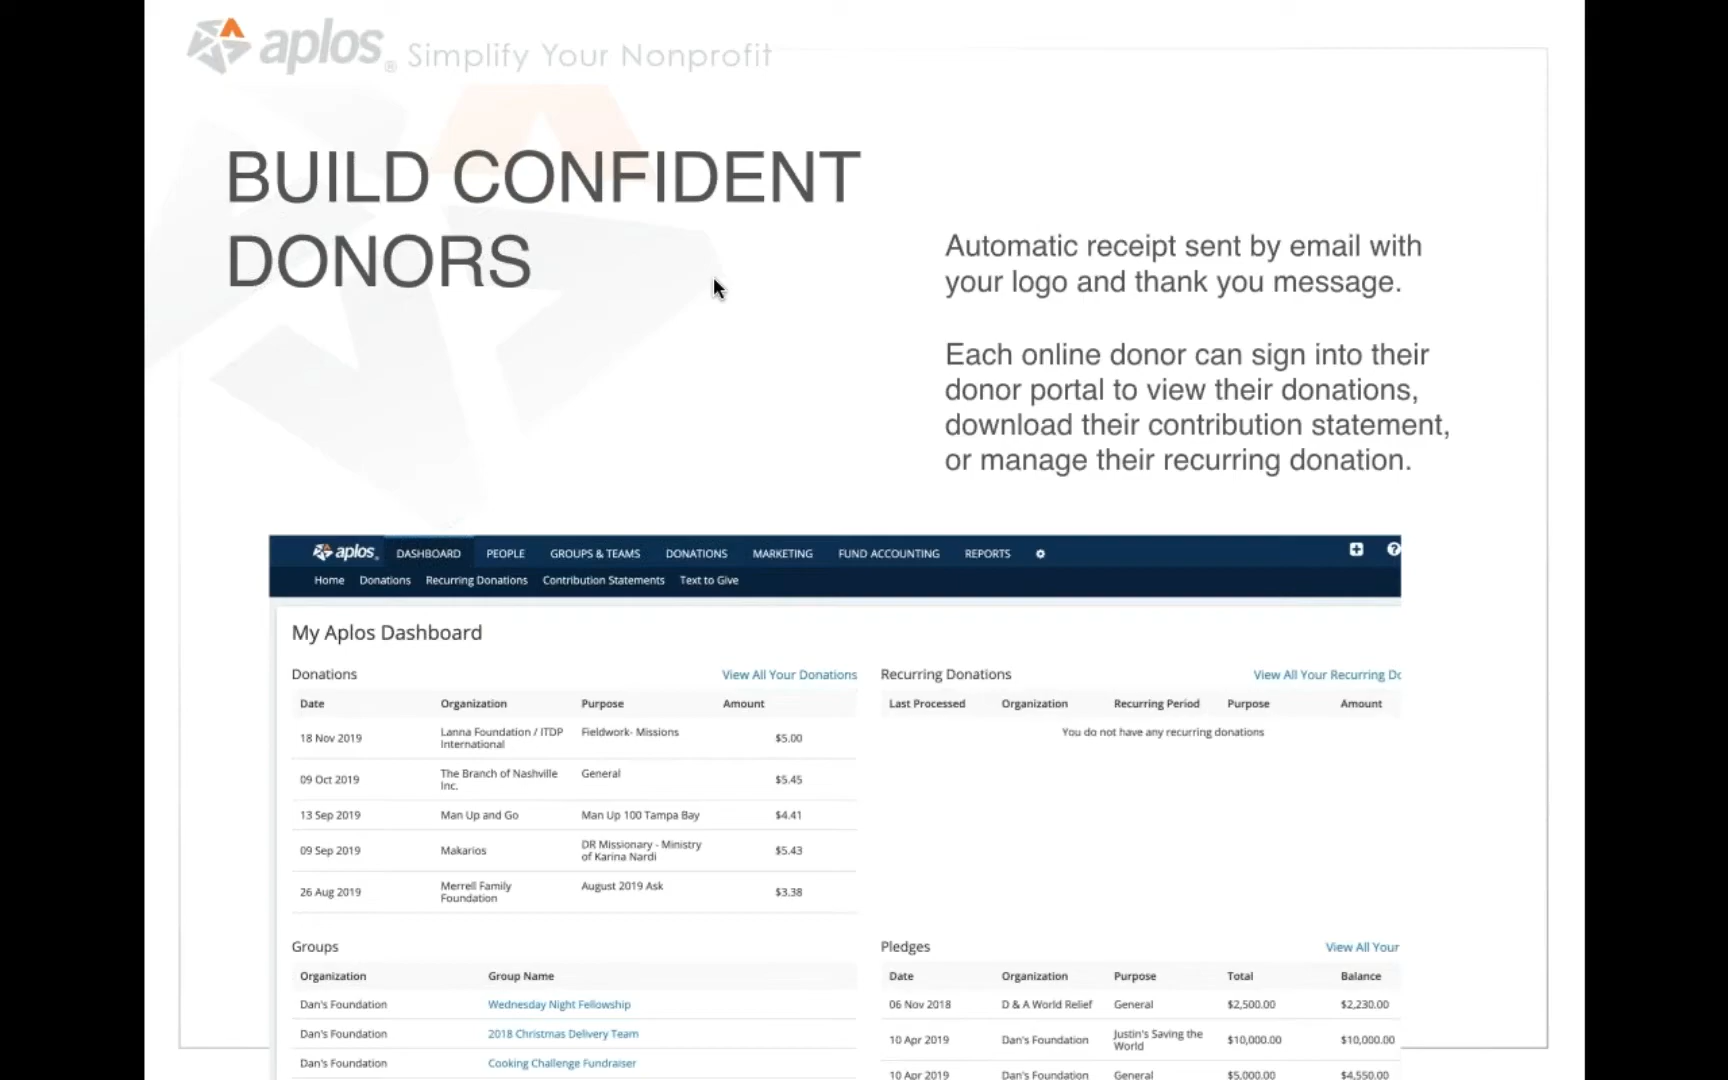 aplos® Simplify Your Nonprofit
BUILD CONFIDENT
DONORS
Automatic receipt sent by email with
your logo and thank you message.
Each online donor can sign into their
donor portal to view their donations,
download their contribution statement,
or manage their recurring donation.
aplos® DASHBOARD PEOPLE GROUPS & TEAMS DONATIONS MARKETING FUND ACCOUNTING REPORTS
Home Donations Recurring Donations Contribution Statements Text to Give
My Aplos Dashboard
Donations View All Your Donations
Date Organization Purpose Amount
18 Nov 2019 Lanna Foundation / ITDP International Fieldwork- Missions $5.00
09 Oct 2019 The Branch of Nashville Inc. General $5.45
13 Sep 2019 Man Up and Go Man Up 100 Tampa Bay $4.41
09 Sep 2019 Makarios DR Missionary - Ministry of Karina Nardi $5.43
26 Aug 2019 Merrell Family Foundation August 2019 Ask $3.38
Recurring Donations View All Your Recurring Do
Last Processed Organization Recurring Period Purpose Amount
You do not have any recurring donations
Groups
Organization Group Name
Dan's Foundation Wednesday Night Fellowship
Dan's Foundation 2018 Christmas Delivery Team
Dan's Foundation Cooking Challenge Fundraiser
Pledges View All Your
Date Organization Purpose Total Balance
06 Nov 2018 D & A World Relief General $2,500.00 $2,230.00
10 Apr 2019 Dan's Foundation Justin's Saving the World $10,000.00 $10,000.00
10 Apr 2019 Dan's Foundation General $5,000.00 $4,550.00